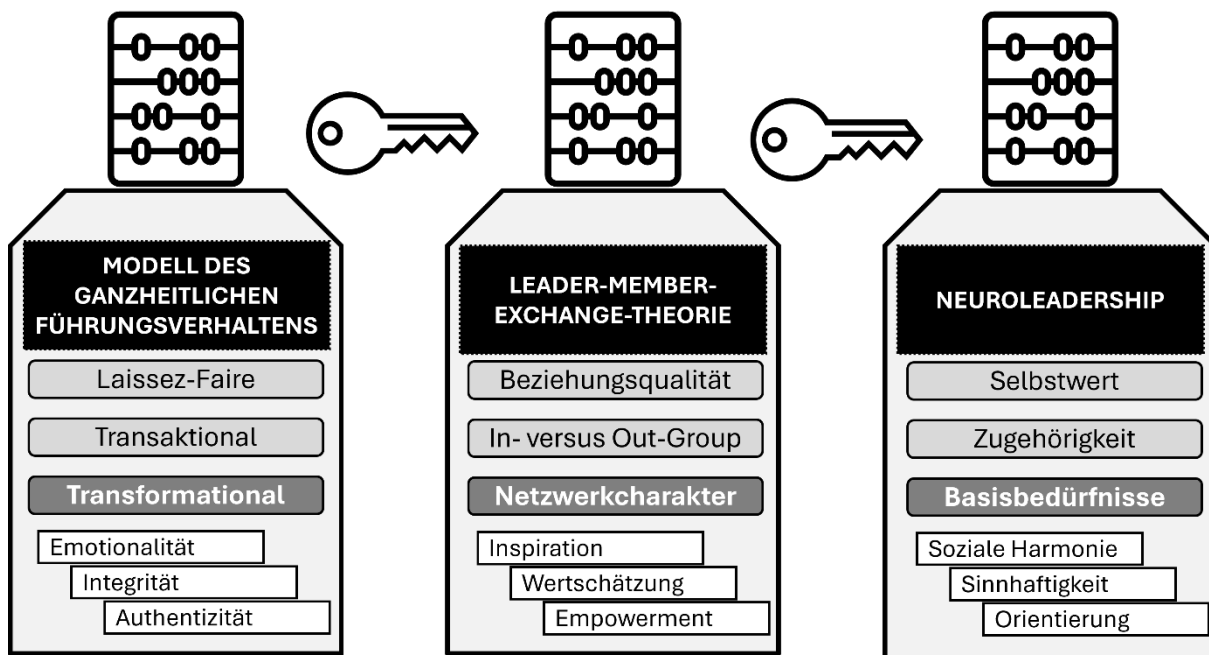 MODELL DES
GANZHEITLICHEN
FÜHRUNGSVERHALTENS
Laissez-Faire
Transaktional
Transformational
Emotionalität
Integrität
Authentizität
LEADER-MEMBER-
EXCHANGE-THEORIE
Beziehungsqualität
In- versus Out-Group
Netzwerkcharakter
Inspiration
Wertschätzung
Empowerment
NEUROLEADERSHIP
Selbstwert
Zugehörigkeit
Basisbedürfnisse
Soziale Harmonie
Sinnhaftigkeit
Orientierung